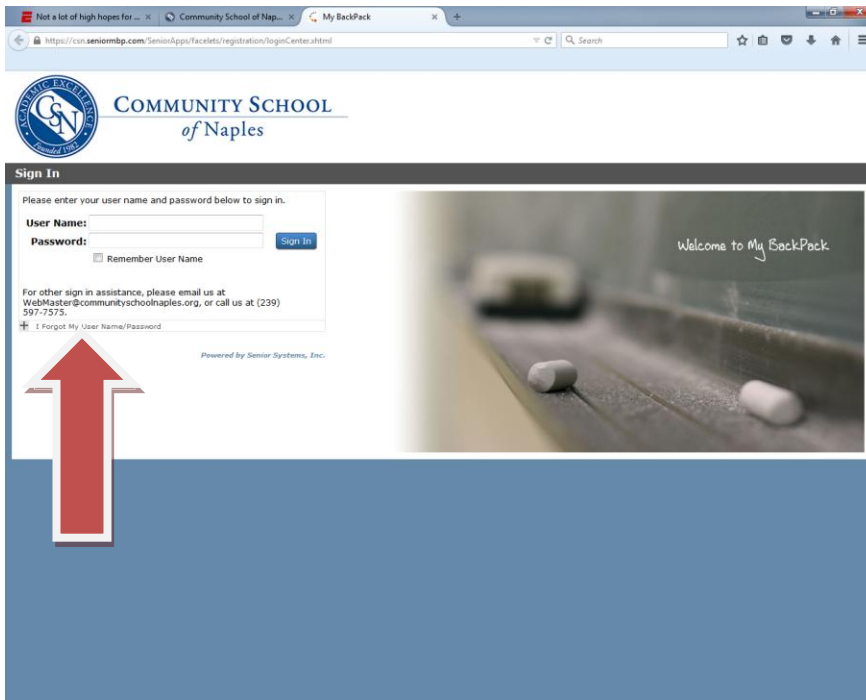 Not a lot of high hopes for ...
Community School of Nap...
My BackPack
https://csn.seniormbp.com/SeniorApps/facelets/registration/loginCenter.xhtml
Search
ACADEMIC EXCELLENCE
CSN
Founded 1982
COMMUNITY SCHOOL
of Naples
Sign In
Please enter your user name and password below to sign in.
User Name:
Password:
Sign In
Remember User Name
For other sign in assistance, please email us at
WebMaster@communityschoolnaples.org, or call us at (239)
597-7575.
I Forgot My User Name/Password
Powered by Senior Systems, Inc.
Welcome to My BackPack